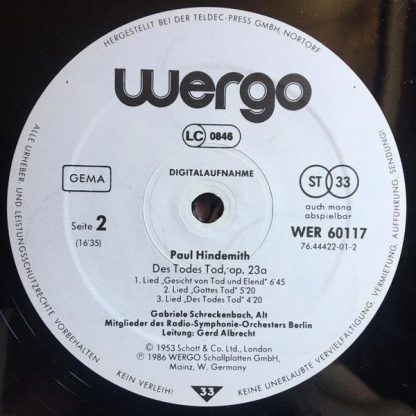 HERGESTELLT BEI DER TELDEC-PRESS GMBH, NORTORF
wergo
LC 0846
DIGITALAUFNAHME
GEMA
ST 33
auch mono
abspielbar
Seite 2
(16'35)
WER 60117
76.44422-01-2
Paul Hindemith
Des Todes Tod, op. 23a
1. Lied „Gesicht von Tod und Elend" 6'45
2. Lied „Gottes Tod" 5'20
3. Lied „Des Todes Tod" 4'20
Gabriele Schreckenbach, Alt
Mitglieder des Radio-Symphonie-Orchesters Berlin
Leitung: Gerd Albrecht
© 1953 Schott & Co. Ltd., London
℗ 1986 WERGO Schallplatten GmbH,
Mainz, W. Germany
33
ALLE URHEBER- UND LEISTUNGSSCHUTZRECHTE VORBEHALTEN.
KEIN VERLEIH!
KEINE UNERLAUBTE VERVIELFÄLTIGUNG, VERMIETUNG, AUFFÜHRUNG, SENDUNG!